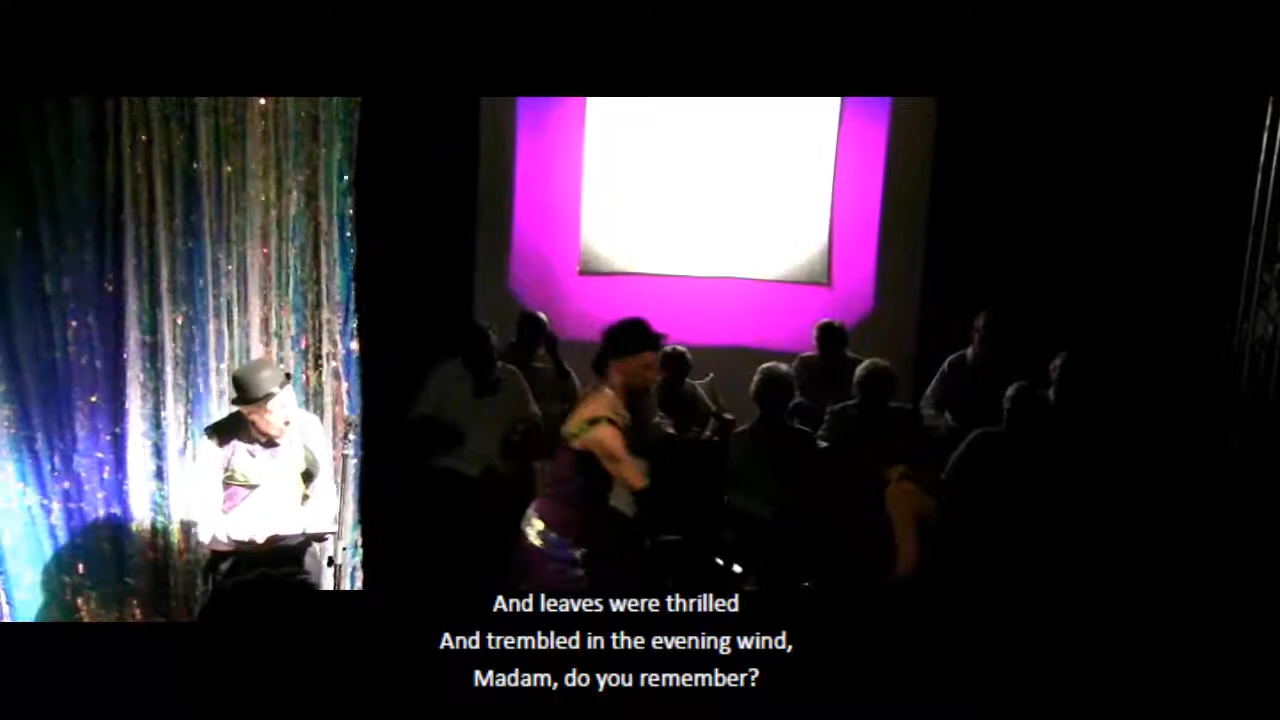 And leaves were thrilled
And trembled in the evening wind,
Madam, do you remember?